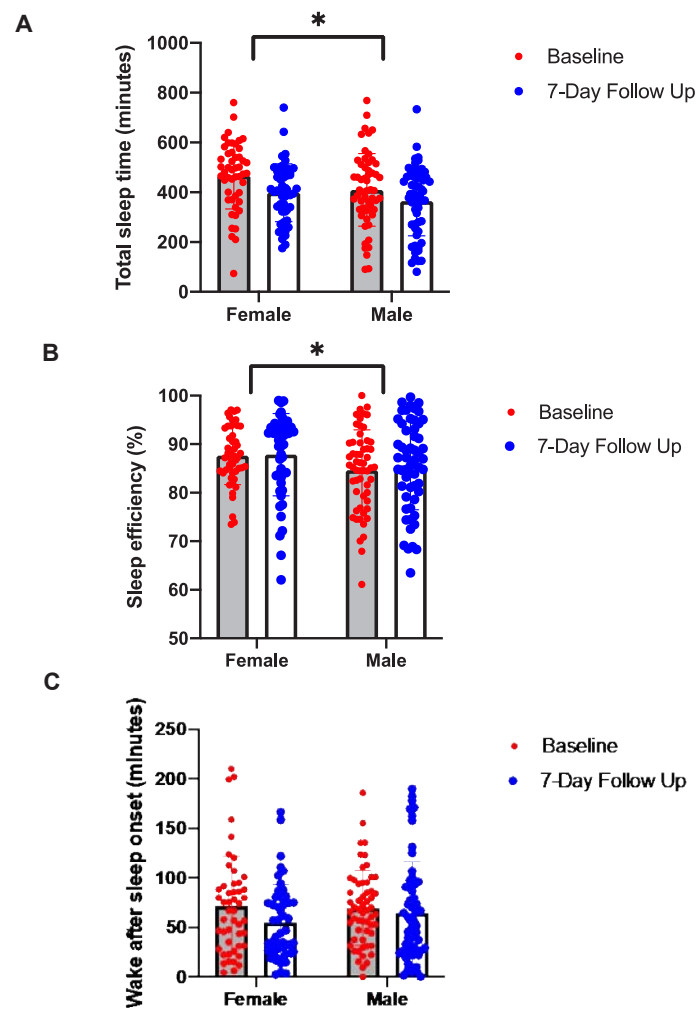 A
*
Total sleep time (minutes)
1000
800
600
400
200
0
Female
Male
Baseline
7-Day Follow Up
B
*
Sleep efficiency (%)
100
90
80
70
60
50
Female
Male
Baseline
7-Day Follow Up
C
Wake after sleep onset (minutes)
250
200
150
100
50
0
Female
Male
Baseline
7-Day Follow Up